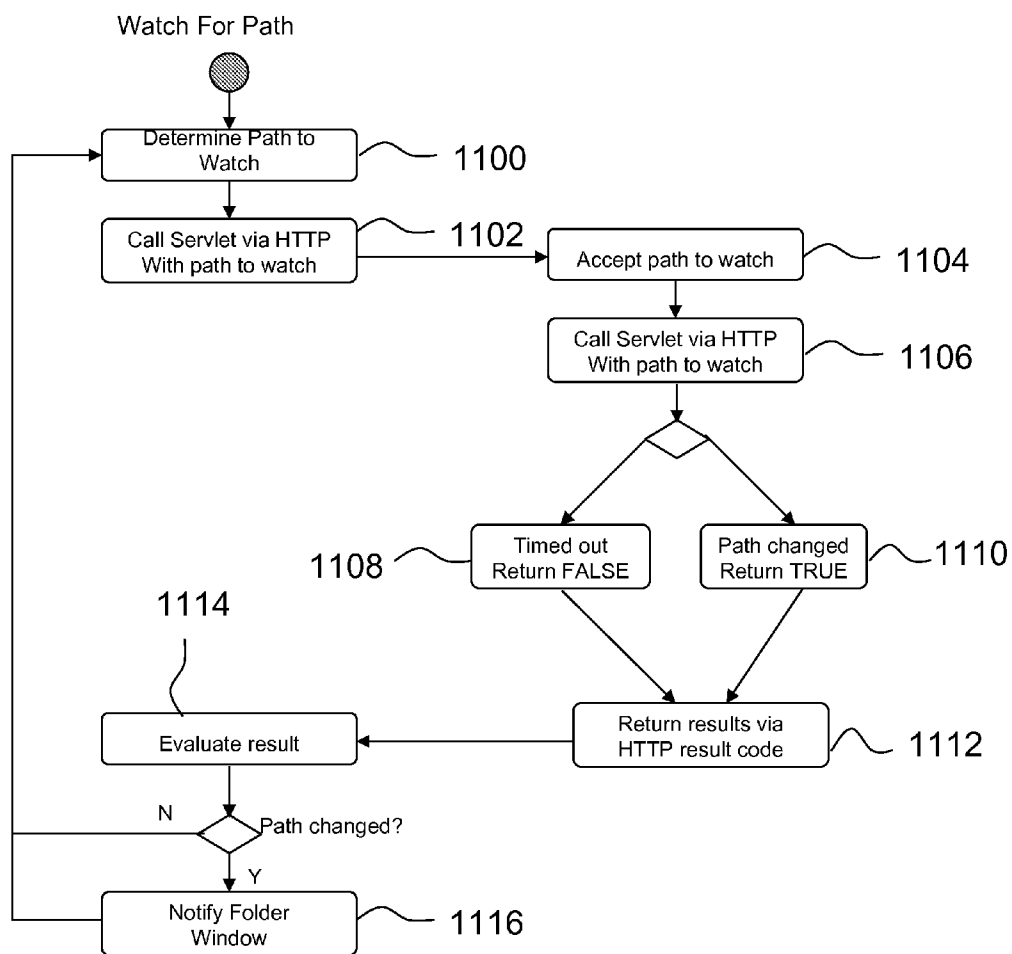 Watch For Path
Determine Path to
Watch
1100
Call Servlet via HTTP
With path to watch
1102
Accept path to watch
1104
Call Servlet via HTTP
With path to watch
1106
Timed out
Return FALSE
1108
Path changed
Return TRUE
1110
1114
Evaluate result
Return results via
HTTP result code
1112
N
Path changed?
Y
Notify Folder
Window
1116